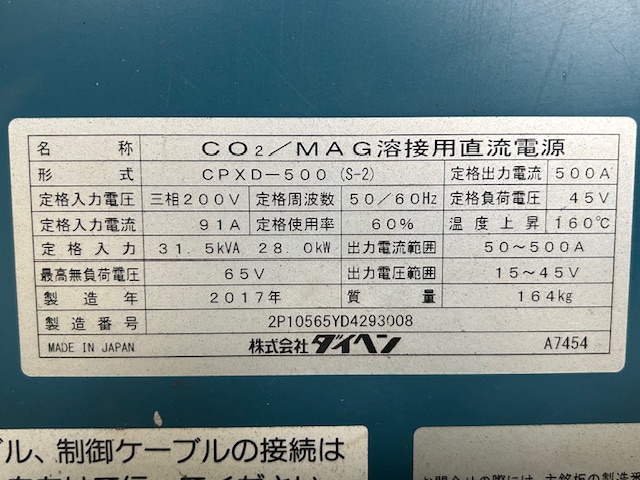 名称 CO2/MAG溶接用直流電源
形式 CPXD-500 (S-2) 定格出力電流 500A
定格入力電圧 三相200V 定格周波数 50/60Hz 定格負荷電圧 45V
定格入力電流 91A 定格使用率 60% 温度上昇 160℃
定格入力 31.5kVA 28.0kW 出力電流範囲 50~500A
最高無負荷電圧 65V 出力電圧範囲 15~45V
製造年 2017年 質量 164kg
製造番号 2P10565YD4293008
MADE IN JAPAN 株式会社ダイヘン A7454
ブル、制御ケーブルの接続は